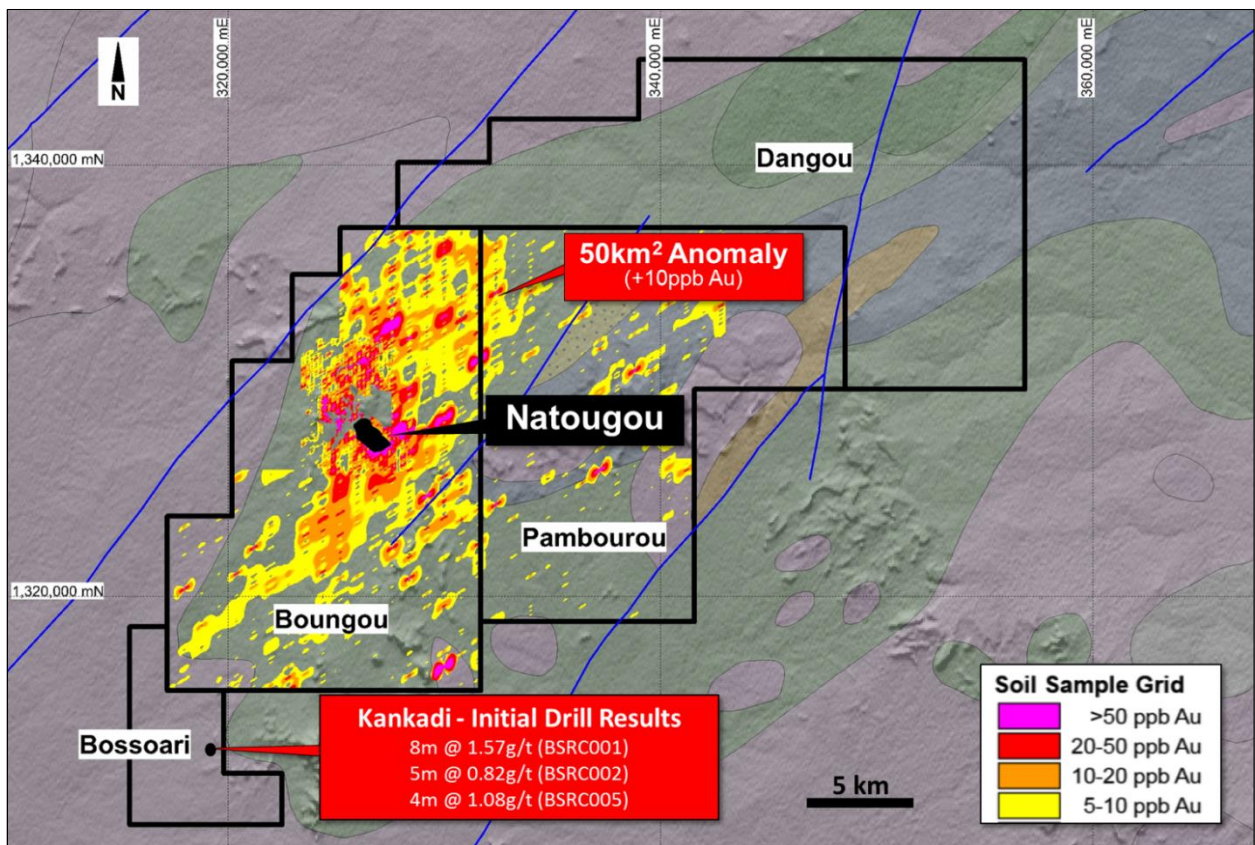 320,000 mE
340,000 mE
360,000 mE
N
1,340,000 mN
Dangou
50km² Anomaly
(+10ppb Au)
Natougou
Pambourou
1,320,000 mN
Boungou
Bossoari
Kankadi - Initial Drill Results
8m @ 1.57g/t (BSRC001)
5m @ 0.82g/t (BSRC002)
4m @ 1.08g/t (BSRC005)
5 km
Soil Sample Grid
>50 ppb Au
20-50 ppb Au
10-20 ppb Au
5-10 ppb Au